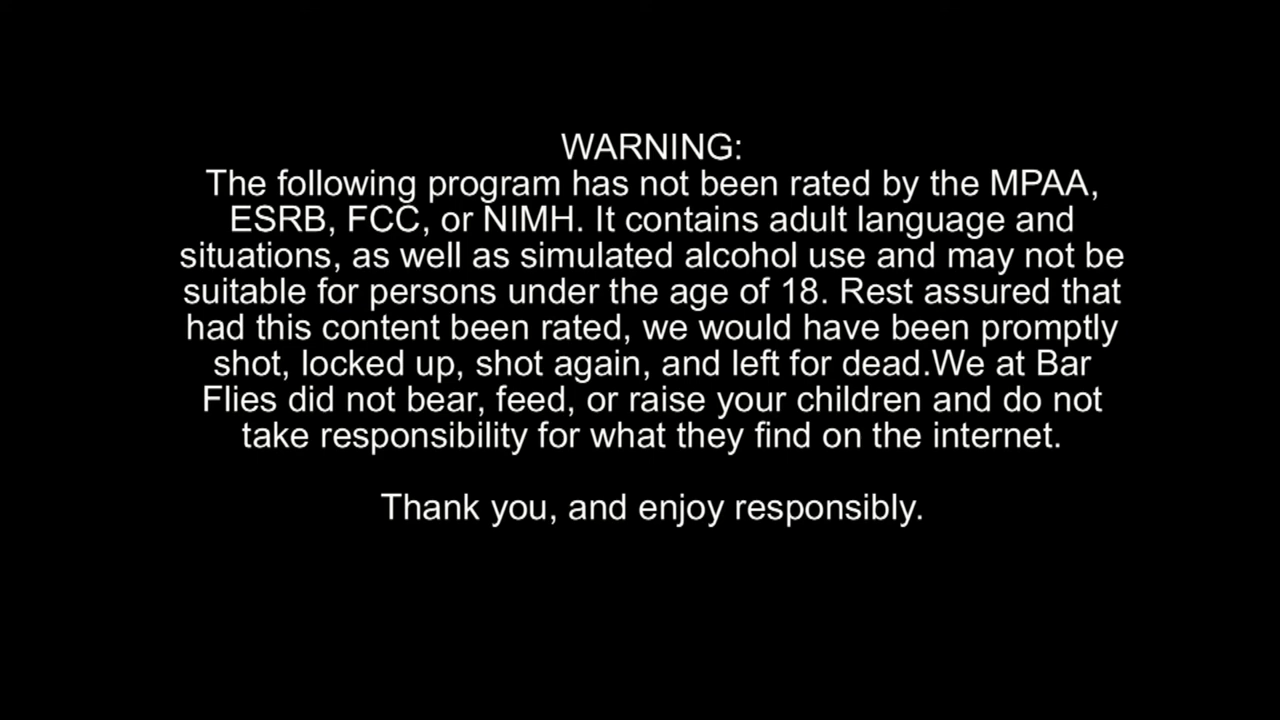 WARNING:
The following program has not been rated by the MPAA,
ESRB, FCC, or NIMH. It contains adult language and
situations, as well as simulated alcohol use and may not be
suitable for persons under the age of 18. Rest assured that
had this content been rated, we would have been promptly
shot, locked up, shot again, and left for dead.We at Bar
Flies did not bear, feed, or raise your children and do not
take responsibility for what they find on the internet.
Thank you, and enjoy responsibly.